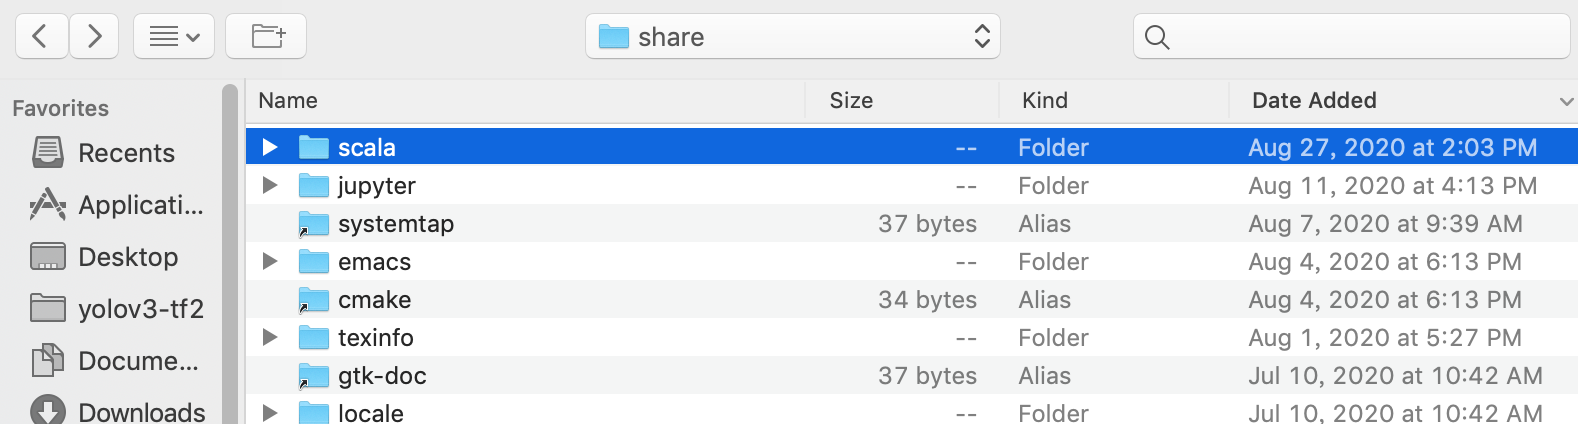 share
Favorites
Recents
Applicati...
Desktop
yolov3-tf2
Docume...
Downloads
Name Size Kind Date Added
scala -- Folder Aug 27, 2020 at 2:03 PM
jupyter -- Folder Aug 11, 2020 at 4:13 PM
systemtap 37 bytes Alias Aug 7, 2020 at 9:39 AM
emacs -- Folder Aug 4, 2020 at 6:13 PM
cmake 34 bytes Alias Aug 4, 2020 at 6:13 PM
texinfo -- Folder Aug 1, 2020 at 5:27 PM
gtk-doc 37 bytes Alias Jul 10, 2020 at 10:42 AM
locale -- Folder Jul 10, 2020 at 10:42 AM